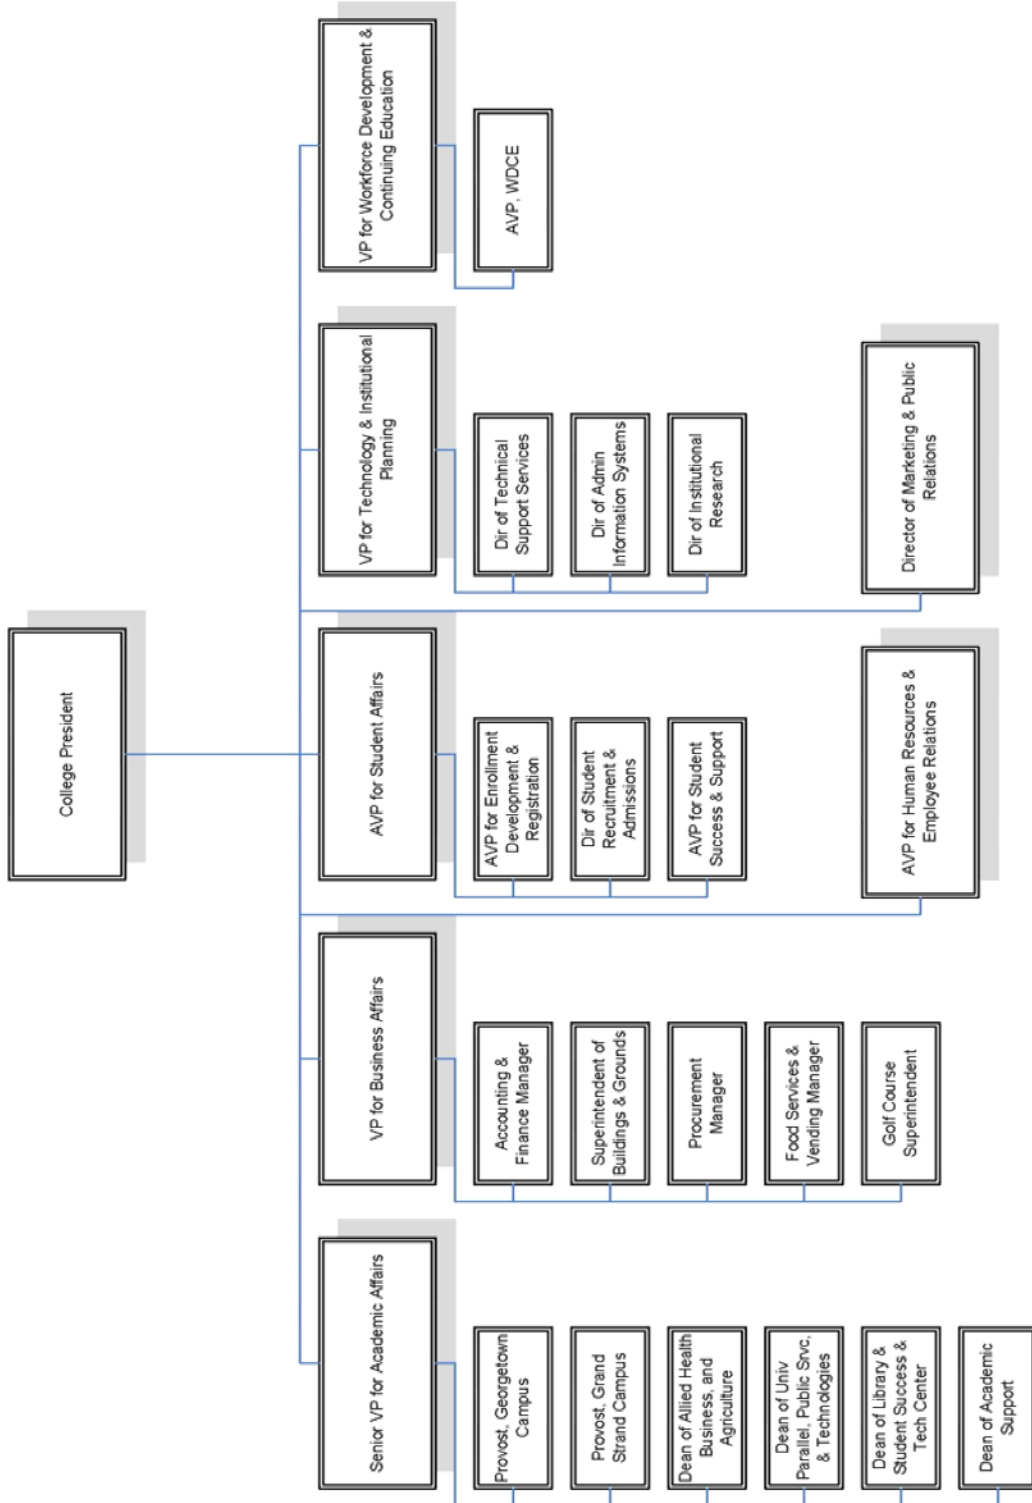 College President
Senior VP for Academic Affairs
VP for Business Affairs
AVP for Student Affairs
VP for Technology & Institutional
Planning
VP for Workforce Development &
Continuing Education
Provost, Georgetown
Campus
Provost, Grand
Strand Campus
Dean of Allied Health
Business, and
Agriculture
Dean of Univ
Parallel, Public Srvc,
& Technologies
Dean of Library &
Student Success &
Tech Center
Dean of Academic
Support
Accounting &
Finance Manager
Superintendent of
Buildings & Grounds
Procurement
Manager
Food Services &
Vending Manager
Golf Course
Superintendent
AVP for Enrollment
Development &
Registration
Dir of Student
Recruitment &
Admissions
AVP for Student
Success & Support
Dir of Technical
Support Services
Dir of Admin
Information Systems
Dir of Institutional
Research
AVP, WDCE
AVP for Human Resources &
Employee Relations
Director of Marketing & Public
Relations